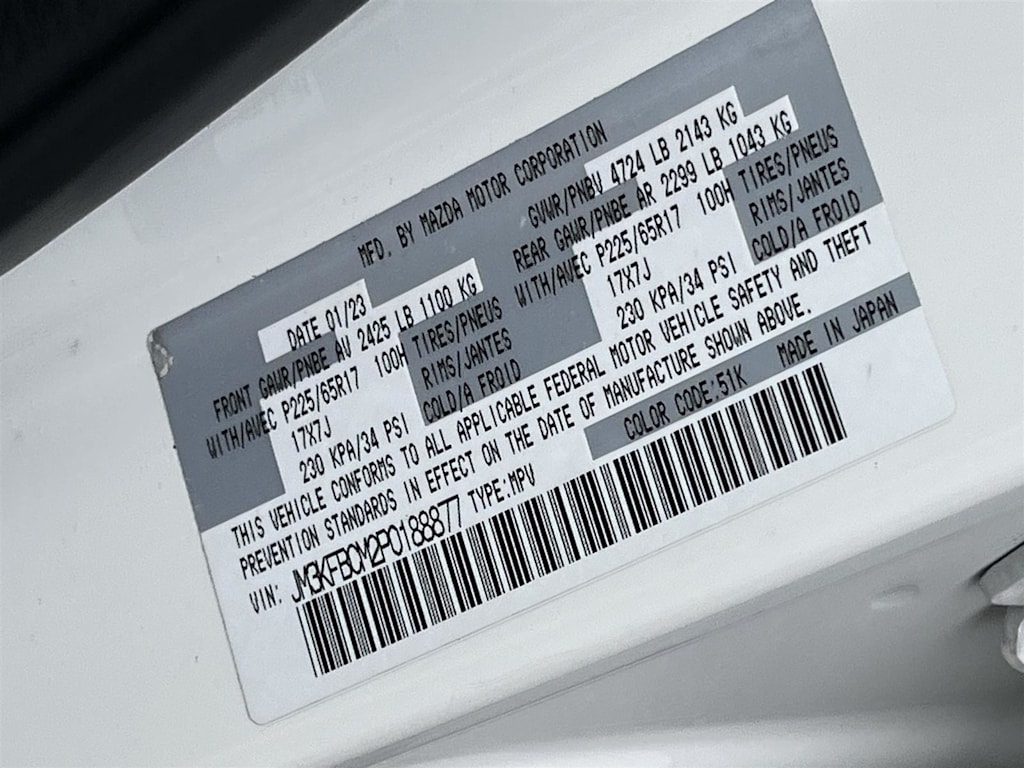 MFD. BY MAZDA MOTOR CORPORATION
DATE 01/23 GVWR/PNBV 4724 LB 2143 KG
FRONT GAWR/PNBE AV 2425 LB 1100 KG REAR GAWR/PNBE AR 2299 LB 1043 KG
WITH/AVEC P225/65R17 100H TIRES/PNEUS WITH/AVEC P225/65R17 100H TIRES/PNEUS
17X7J RIMS/JANTES 17X7J RIMS/JANTES
230 KPA/34 PSI COLD/A FROID 230 KPA/34 PSI COLD/A FROID
THIS VEHICLE CONFORMS TO ALL APPLICABLE FEDERAL MOTOR VEHICLE SAFETY AND THEFT
PREVENTION STANDARDS IN EFFECT ON THE DATE OF MANUFACTURE SHOWN ABOVE.
VIN: JM3KFBCM2P0188877 TYPE:MPV COLOR CODE:51K MADE IN JAPAN